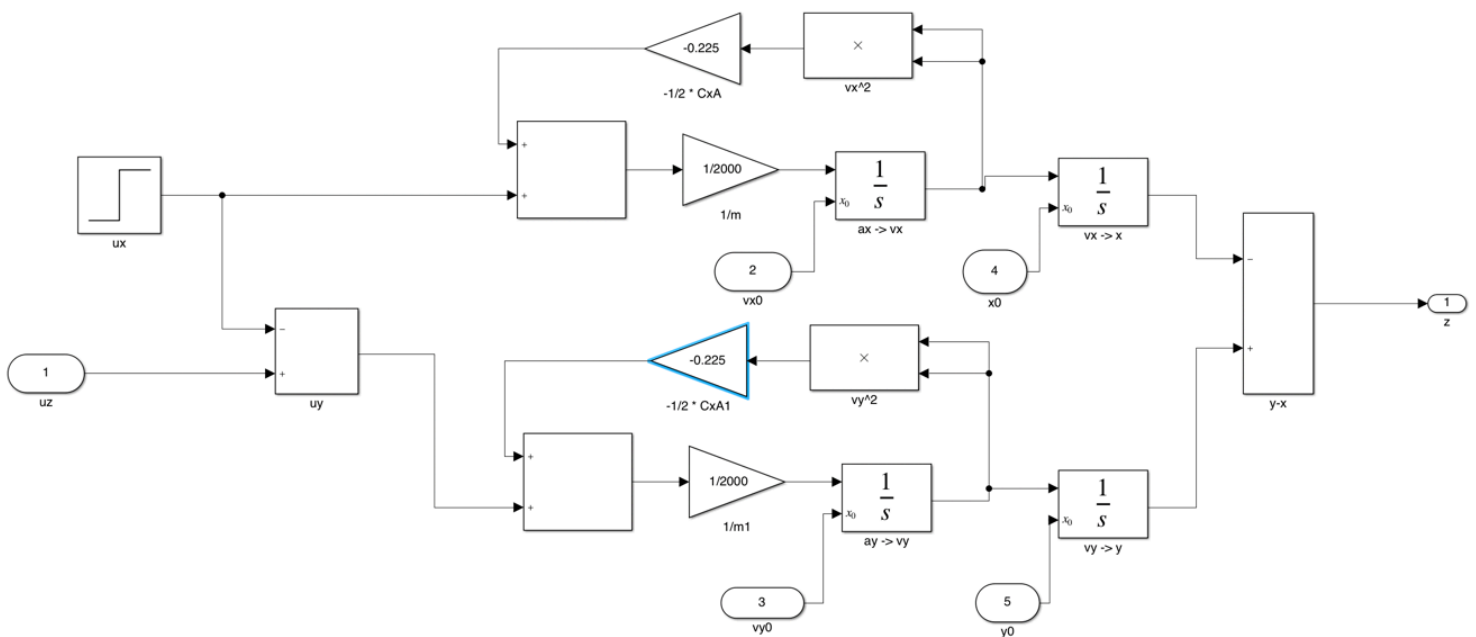 -0.225
×
-1/2 * CxA
vx^2
+
+
1/2000
1
s
x0
1/m
ax -> vx
1
s
x0
vx -> x
ux
2
vx0
4
x0
−
+
1
z
y-x
−
+
uy
1
uz
-0.225
×
-1/2 * CxA1
vy^2
+
+
1/2000
1
s
x0
1/m1
ay -> vy
1
s
x0
vy -> y
3
vy0
5
y0